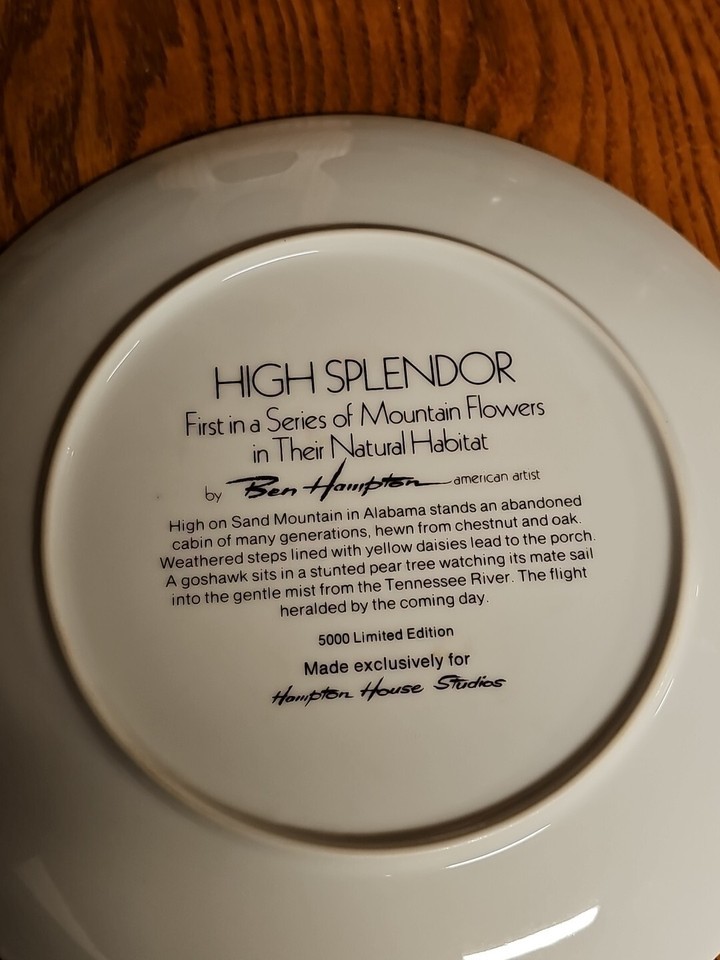 HIGH SPLENDOR
First in a Series of Mountain Flowers
in Their Natural Habitat
by Ben Hampton american artist
High on Sand Mountain in Alabama stands an abandoned
cabin of many generations, hewn from chestnut and oak.
Weathered steps lined with yellow daisies lead to the porch.
A goshawk sits in a stunted pear tree watching its mate sail
into the gentle mist from the Tennessee River. The flight
heralded by the coming day.
5000 Limited Edition
Made exclusively for
Hampton House Studios